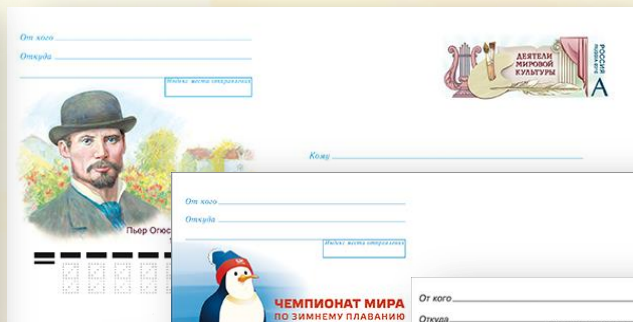 От кого
Откуда
Индекс места отправления
ДЕЯТЕЛИ
МИРОВОЙ
КУЛЬТУРЫ
РОССИЯ
А
Кому
Пьер Огюс
От кого
Откуда
Индекс места отправления
ЧЕМПИОНАТ МИРА
ПО ЗИМНЕМУ ПЛАВАНИЮ
От кого
Откуда